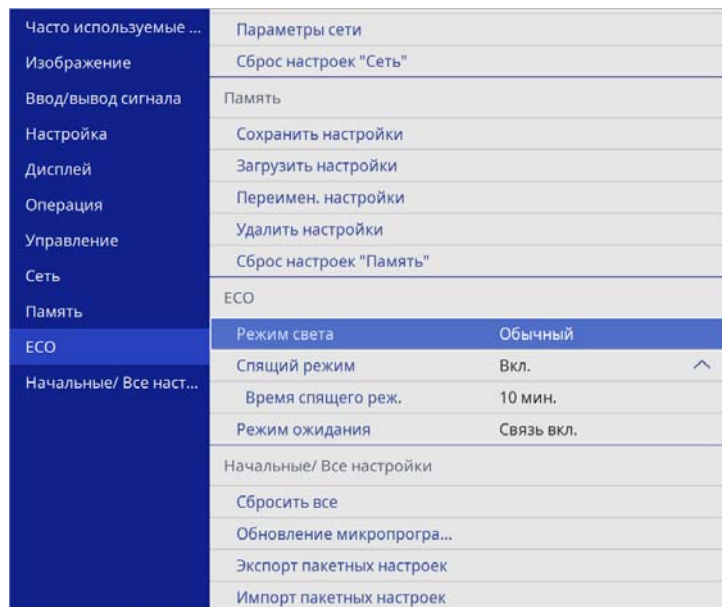 Часто используемые ...
Изображение
Ввод/вывод сигнала
Настройка
Дисплей
Операция
Управление
Сеть
Память
ECO
Начальные/ Все наст...
Параметры сети
Сброс настроек "Сеть"
Память
Сохранить настройки
Загрузить настройки
Переимен. настройки
Удалить настройки
Сброс настроек "Память"
ECO
Режим света Обычный
Спящий режим Вкл.
Время спящего реж. 10 мин.
Режим ожидания Связь вкл.
Начальные/ Все настройки
Сбросить все
Обновление микропрогра...
Экспорт пакетных настроек
Импорт пакетных настроек